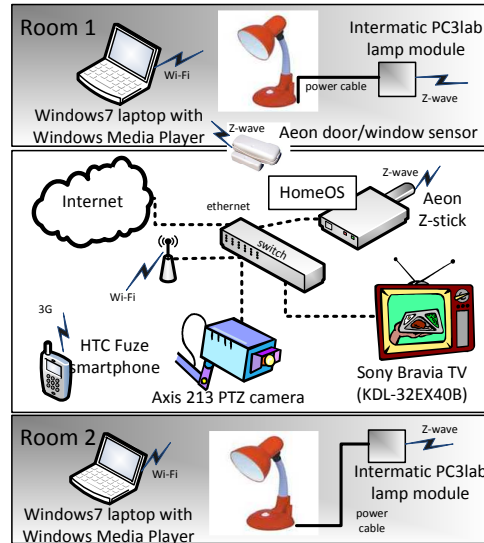 Room 1
Intermatic PC3lab
lamp module
Wi-Fi
power cable
Z-wave
Windows7 laptop with
Windows Media Player
Z-wave
Aeon door/window sensor
Internet
ethernet
HomeOS
Z-wave
Aeon
Z-stick
switch
Wi-Fi
3G
HTC Fuze
smartphone
Axis 213 PTZ camera
Sony Bravia TV
(KDL-32EX40B)
Room 2
Z-wave
Wi-Fi
Intermatic PC3lab
lamp module
power
cable
Windows7 laptop with
Windows Media Player